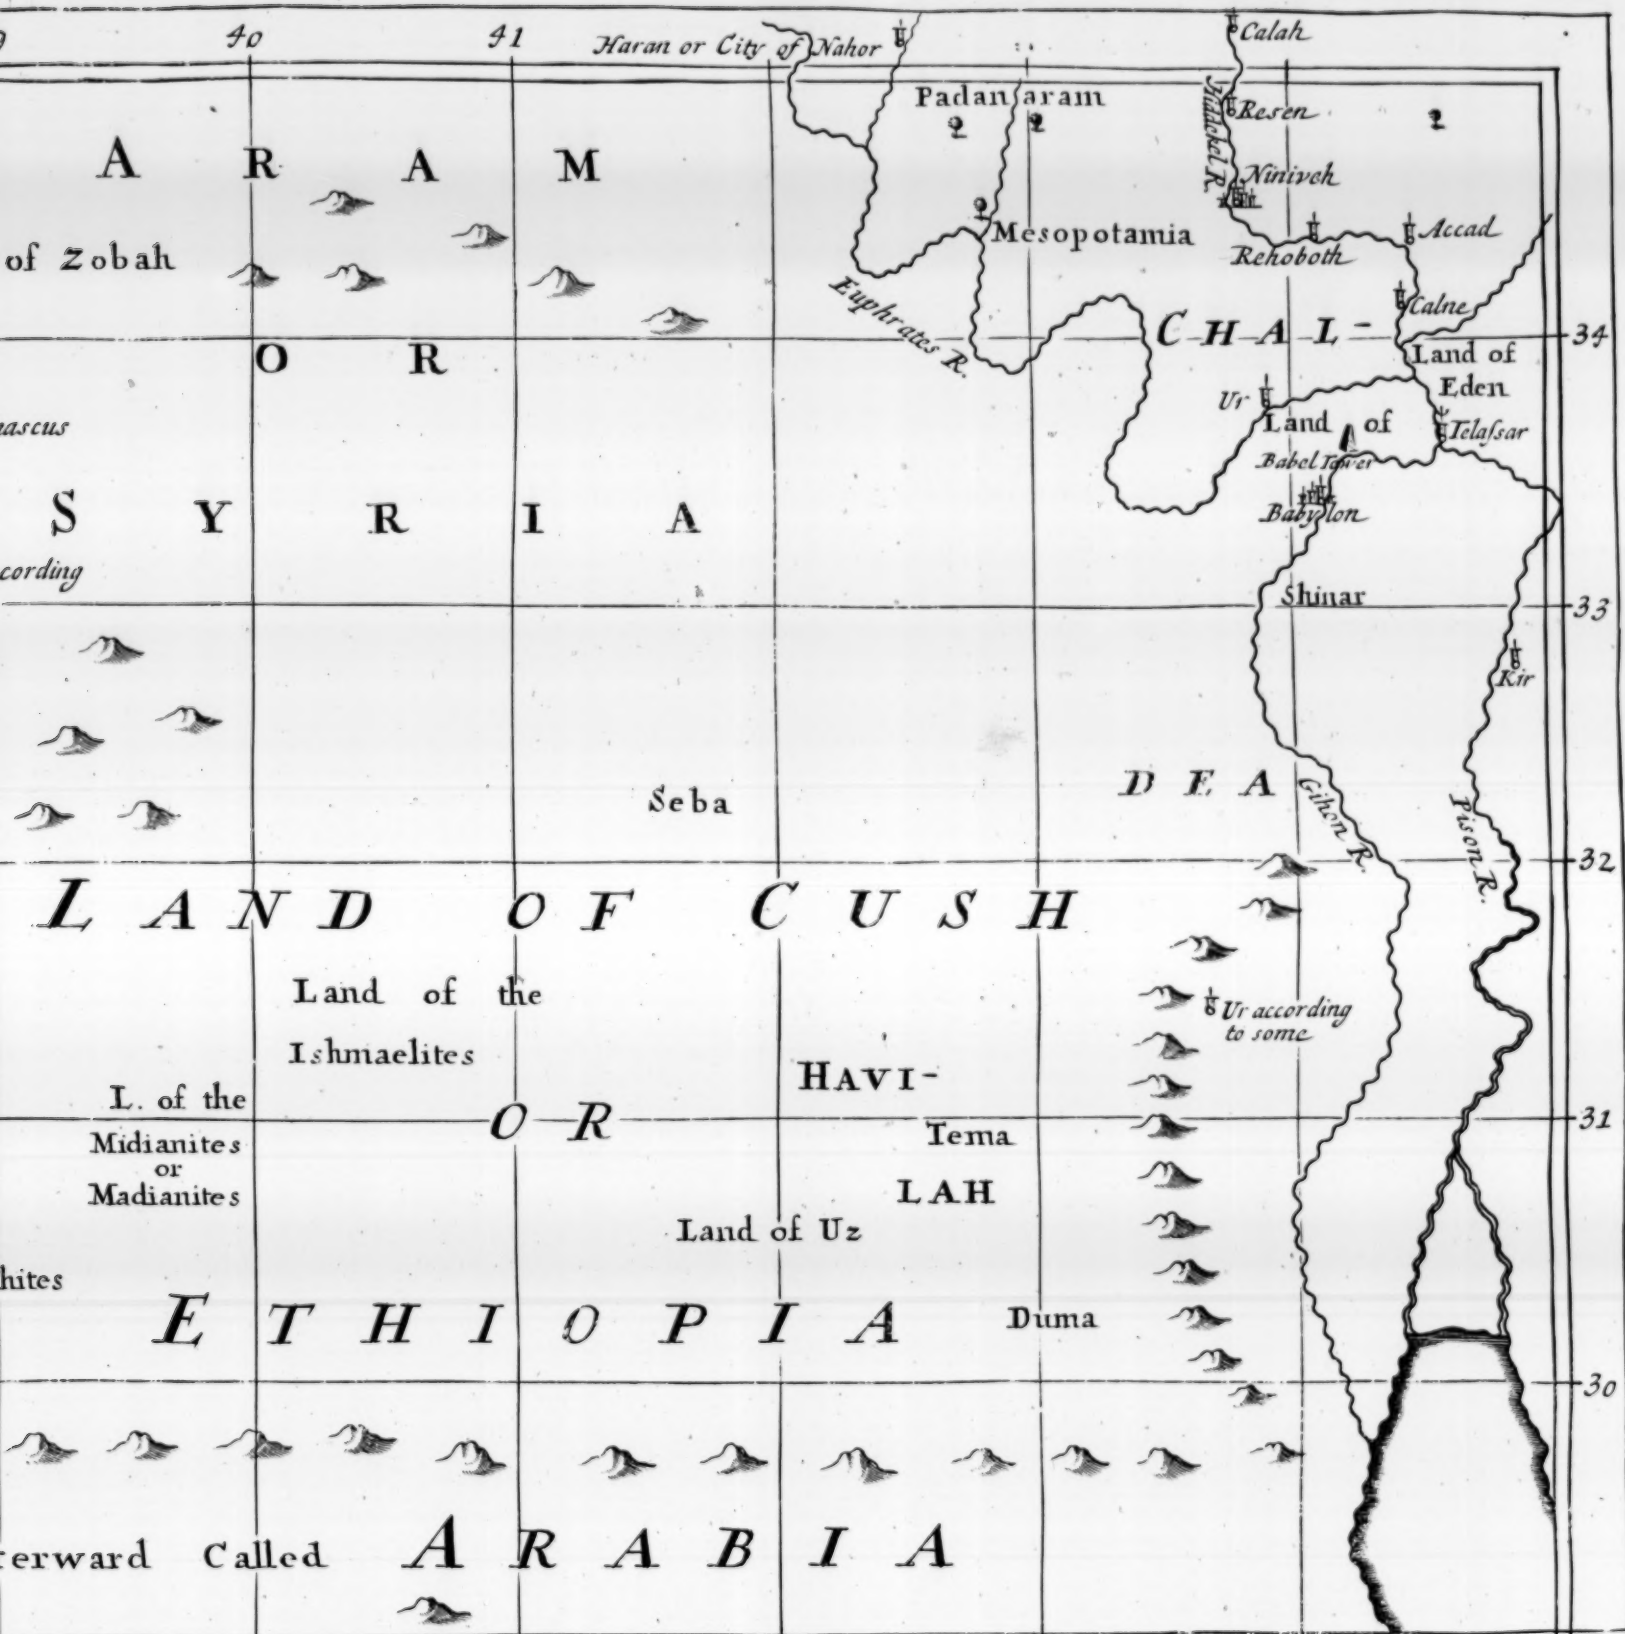 40
41
Haran or City of Nahor
Calah
Padan aram
Hiddekel R.
Resen
A R A M
Niniveh
Mesopotamia
Accad
Rehoboth
of Zobah
Euphrates R.
Calne
C H A L -
34
O R
Land of
Eden
Ur
Land of
Telaſsar
Babel Tower
Babylon
S Y R I A
cording
Shinar
33
Kir
D E A
Seba
Gihon R.
Pison R.
32
L A N D O F C U S H
Land of the
Ishmaelites
Ur according
to some
HAVI-
L. of the
Midianites
or
Madianites
O R
31
Tema
LAH
Land of Uz
hites
E T H I O P I A
Duma
30
erward Called A R A B I A